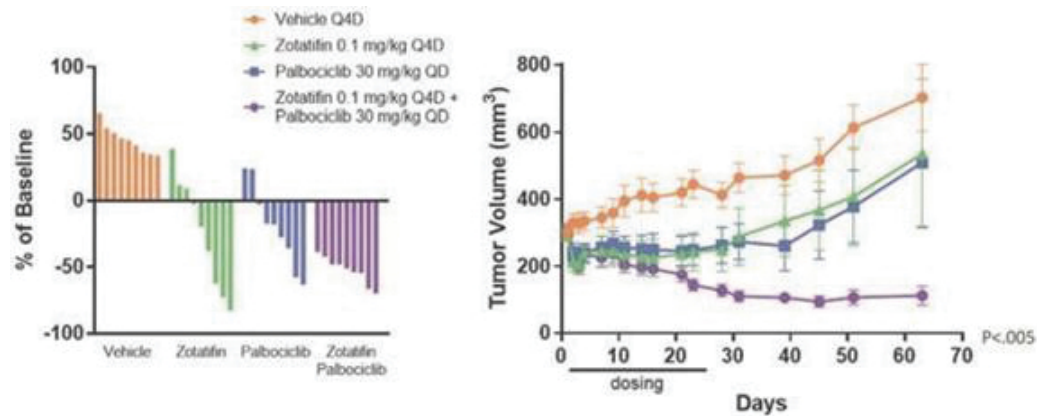 Vehicle Q4D
Zotatifin 0.1 mg/kg Q4D
Palbociclib 30 mg/kg QD
Zotatifin 0.1 mg/kg Q4D +
Palbociclib 30 mg/kg QD
% of Baseline
100
50
0
-50
-100
Vehicle Zotatifin Palbociclib Zotatifin
Palbociclib
Tumor Volume (mm³)
800
600
400
200
0
0 10 20 30 40 50 60 70
dosing
Days
P<.005